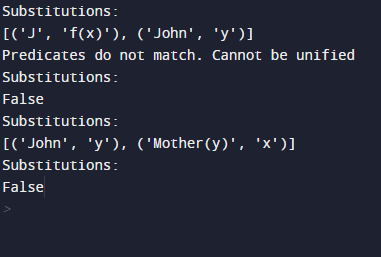 Substitutions:
[('J', 'f(x)'), ('John', 'y')]
Predicates do not match. Cannot be unified
Substitutions:
False
Substitutions:
[('John', 'y'), ('Mother(y)', 'x')]
Substitutions:
False
>